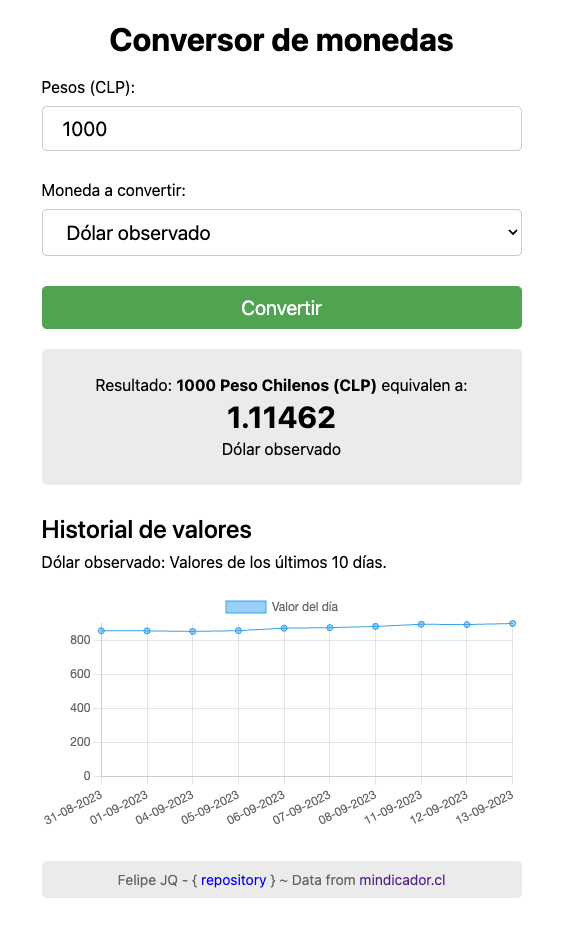 Conversor de monedas
Pesos (CLP):
1000
Moneda a convertir:
Dólar observado
Convertir
Resultado: 1000 Peso Chilenos (CLP) equivalen a:
1.11462
Dólar observado
Historial de valores
Dólar observado: Valores de los últimos 10 días.
Valor del día
800
600
400
200
0
31-08-2023
01-09-2023
04-09-2023
05-09-2023
06-09-2023
07-09-2023
08-09-2023
11-09-2023
12-09-2023
13-09-2023
Felipe JQ - { repository } ~ Data from mindicador.cl